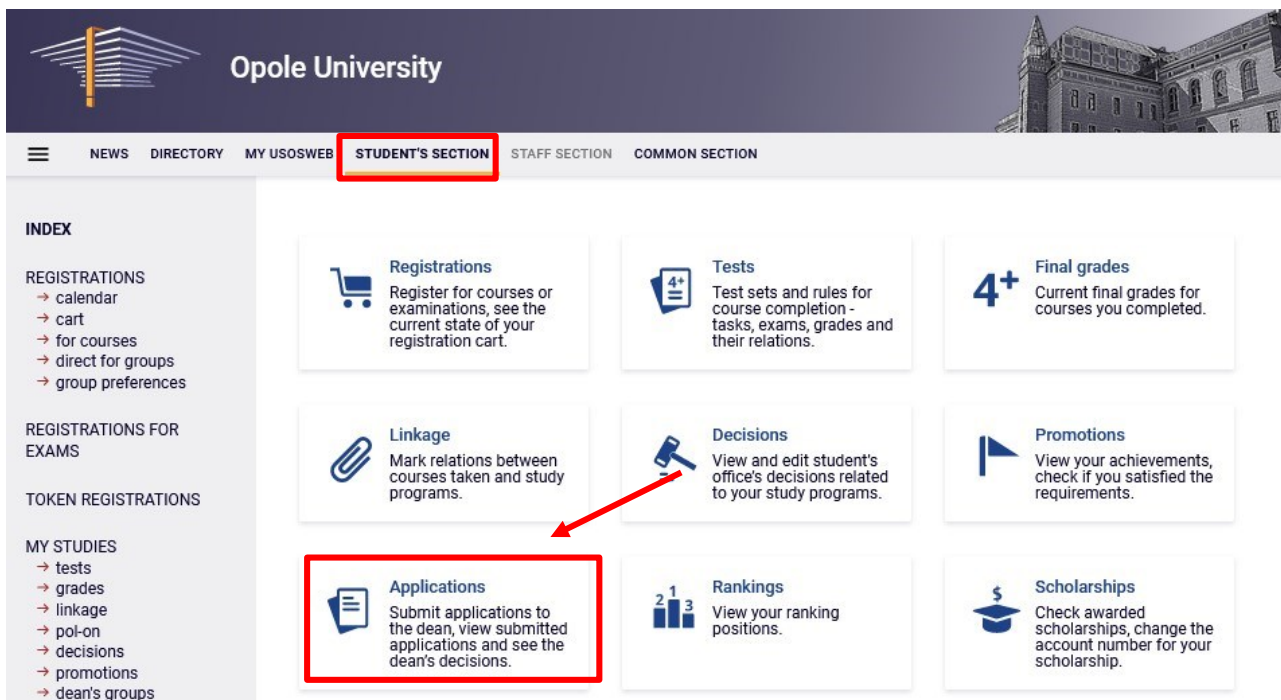 Opole University
NEWS DIRECTORY MY USOSWEB STUDENT'S SECTION STAFF SECTION COMMON SECTION
INDEX
REGISTRATIONS
→ calendar
→ cart
→ for courses
→ direct for groups
→ group preferences
REGISTRATIONS FOR
EXAMS
TOKEN REGISTRATIONS
MY STUDIES
→ tests
→ grades
→ linkage
→ pol-on
→ decisions
→ promotions
→ dean's groups
Registrations
Register for courses or
examinations, see the
current state of your
registration cart.
4+
Tests
Test sets and rules for
course completion -
tasks, exams, grades and
their relations.
4+
Final grades
Current final grades for
courses you completed.
Linkage
Mark relations between
courses taken and study
programs.
Decisions
View and edit student's
office's decisions related
to your study programs.
Promotions
View your achievements,
check if you satisfied the
requirements.
Applications
Submit applications to
the dean, view submitted
applications and see the
dean's decisions.
2 1 3
Rankings
View your ranking
positions.
$
Scholarships
Check awarded
scholarships, change the
account number for your
scholarship.